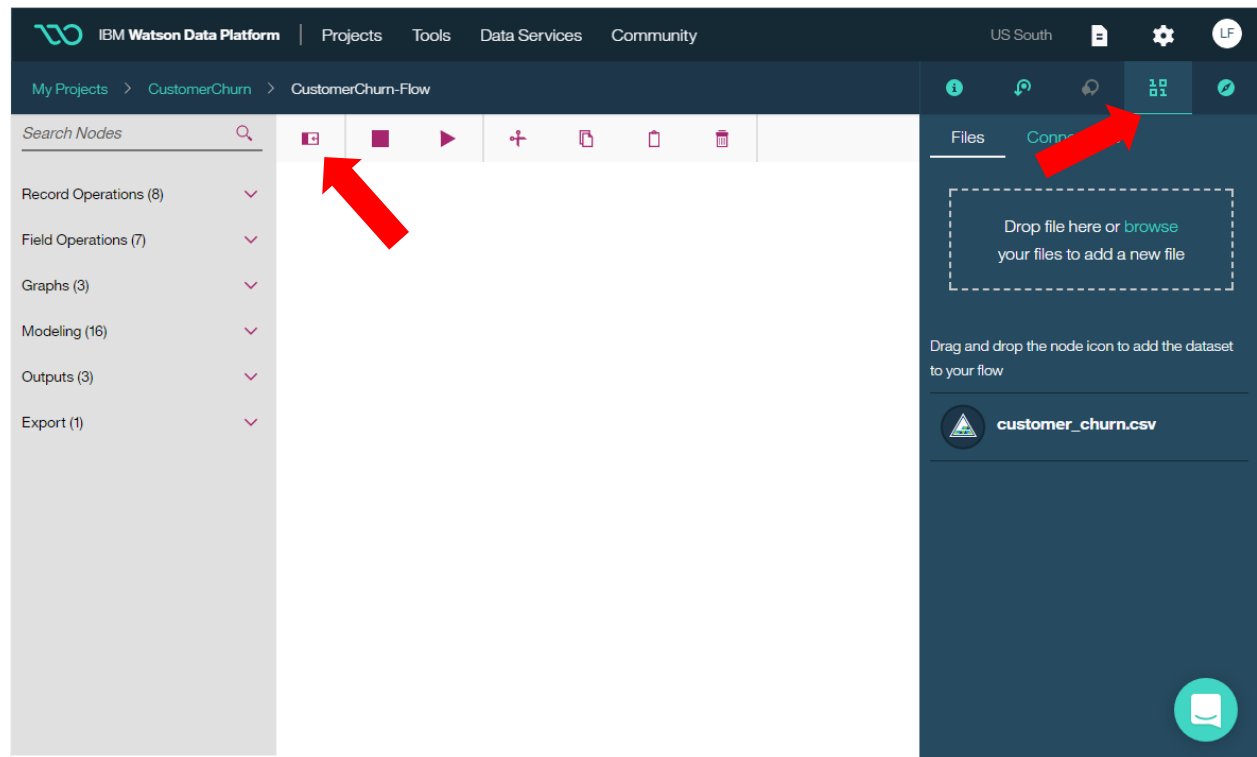 IBM Watson Data Platform | Projects Tools Data Services Community US South LF
My Projects > CustomerChurn > CustomerChurn-Flow
Search Nodes
Record Operations (8)
Field Operations (7)
Graphs (3)
Modeling (16)
Outputs (3)
Export (1)
Files
Drop file here or browse
your files to add a new file
Drag and drop the node icon to add the dataset
to your flow
customer_churn.csv